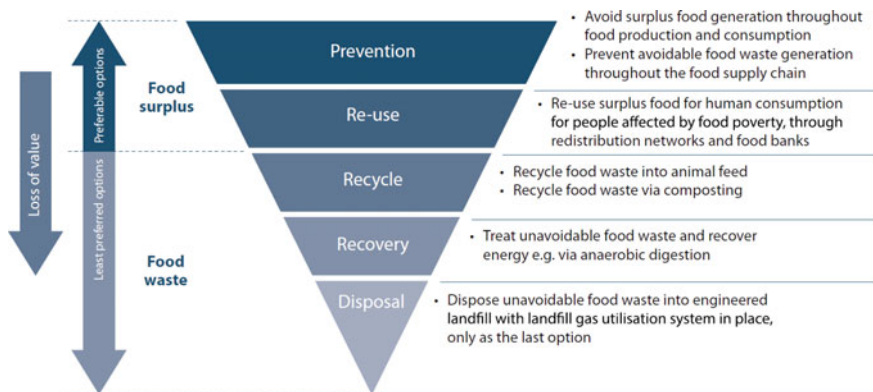 Loss of value
Preferable options
Least preferred options
Food
surplus
Food
waste
Prevention
• Avoid surplus food generation throughout
food production and consumption
• Prevent avoidable food waste generation
throughout the food supply chain
Re-use
• Re-use surplus food for human consumption
for people affected by food poverty, through
redistribution networks and food banks
Recycle
• Recycle food waste into animal feed
• Recycle food waste via composting
Recovery
• Treat unavoidable food waste and recover
energy e.g. via anaerobic digestion
Disposal
• Dispose unavoidable food waste into engineered
landfill with landfill gas utilisation system in place,
only as the last option